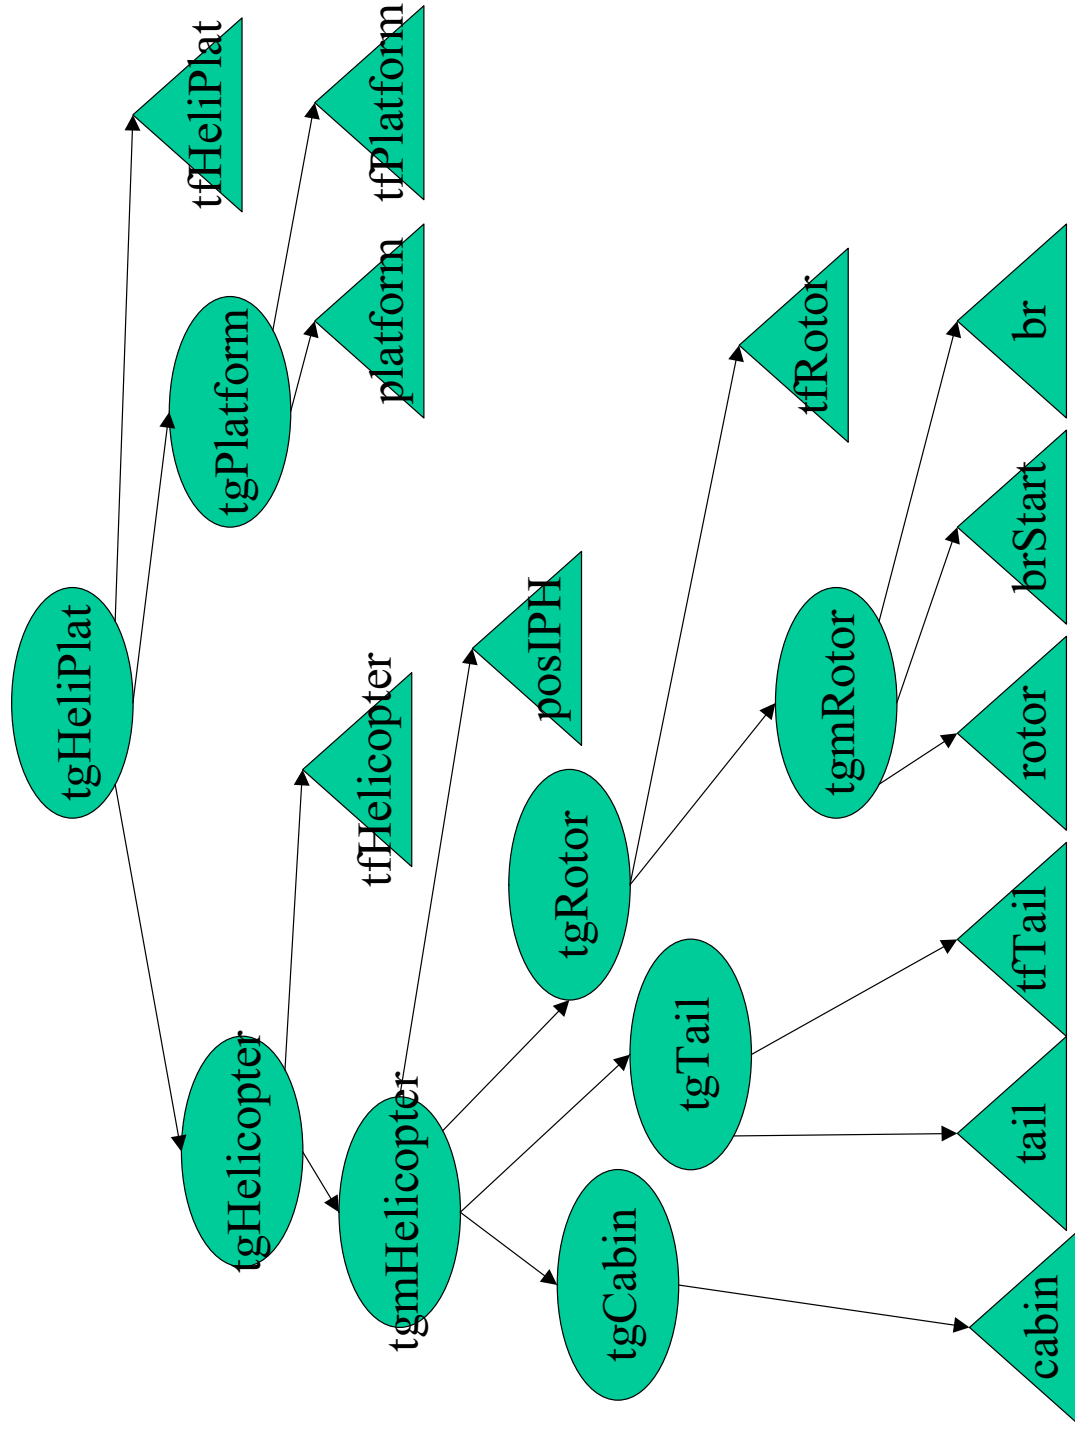 tgHeliPlat
tfHeliPlat
tgPlatform
tgHelicopter
platform
tfPlatform
tfHelicopter
tgmHelicopter
posIPH
tgRotor
tgCabin
tgTail
tfRotor
tgmRotor
cabin
tail
tfTail
rotor
brStart
br